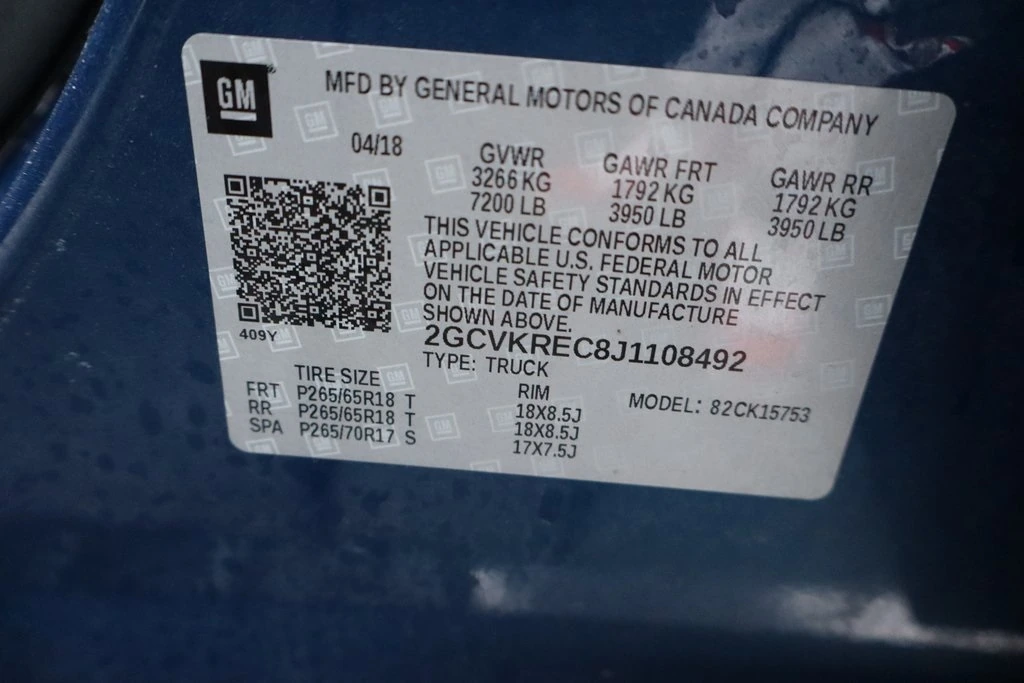 GM
MFD BY GENERAL MOTORS OF CANADA COMPANY
04/18
GVWR GAWR FRT GAWR RR
3266 KG 1792 KG 1792 KG
7200 LB 3950 LB 3950 LB
THIS VEHICLE CONFORMS TO ALL
APPLICABLE U.S. FEDERAL MOTOR
VEHICLE SAFETY STANDARDS IN EFFECT
ON THE DATE OF MANUFACTURE
SHOWN ABOVE.
409Y
2GCVKREC8J1108492
TYPE: TRUCK
TIRE SIZE RIM MODEL: 82CK15753
FRT P265/65R18 T 18X8.5J
RR P265/65R18 T 18X8.5J
SPA P265/70R17 S 17X7.5J